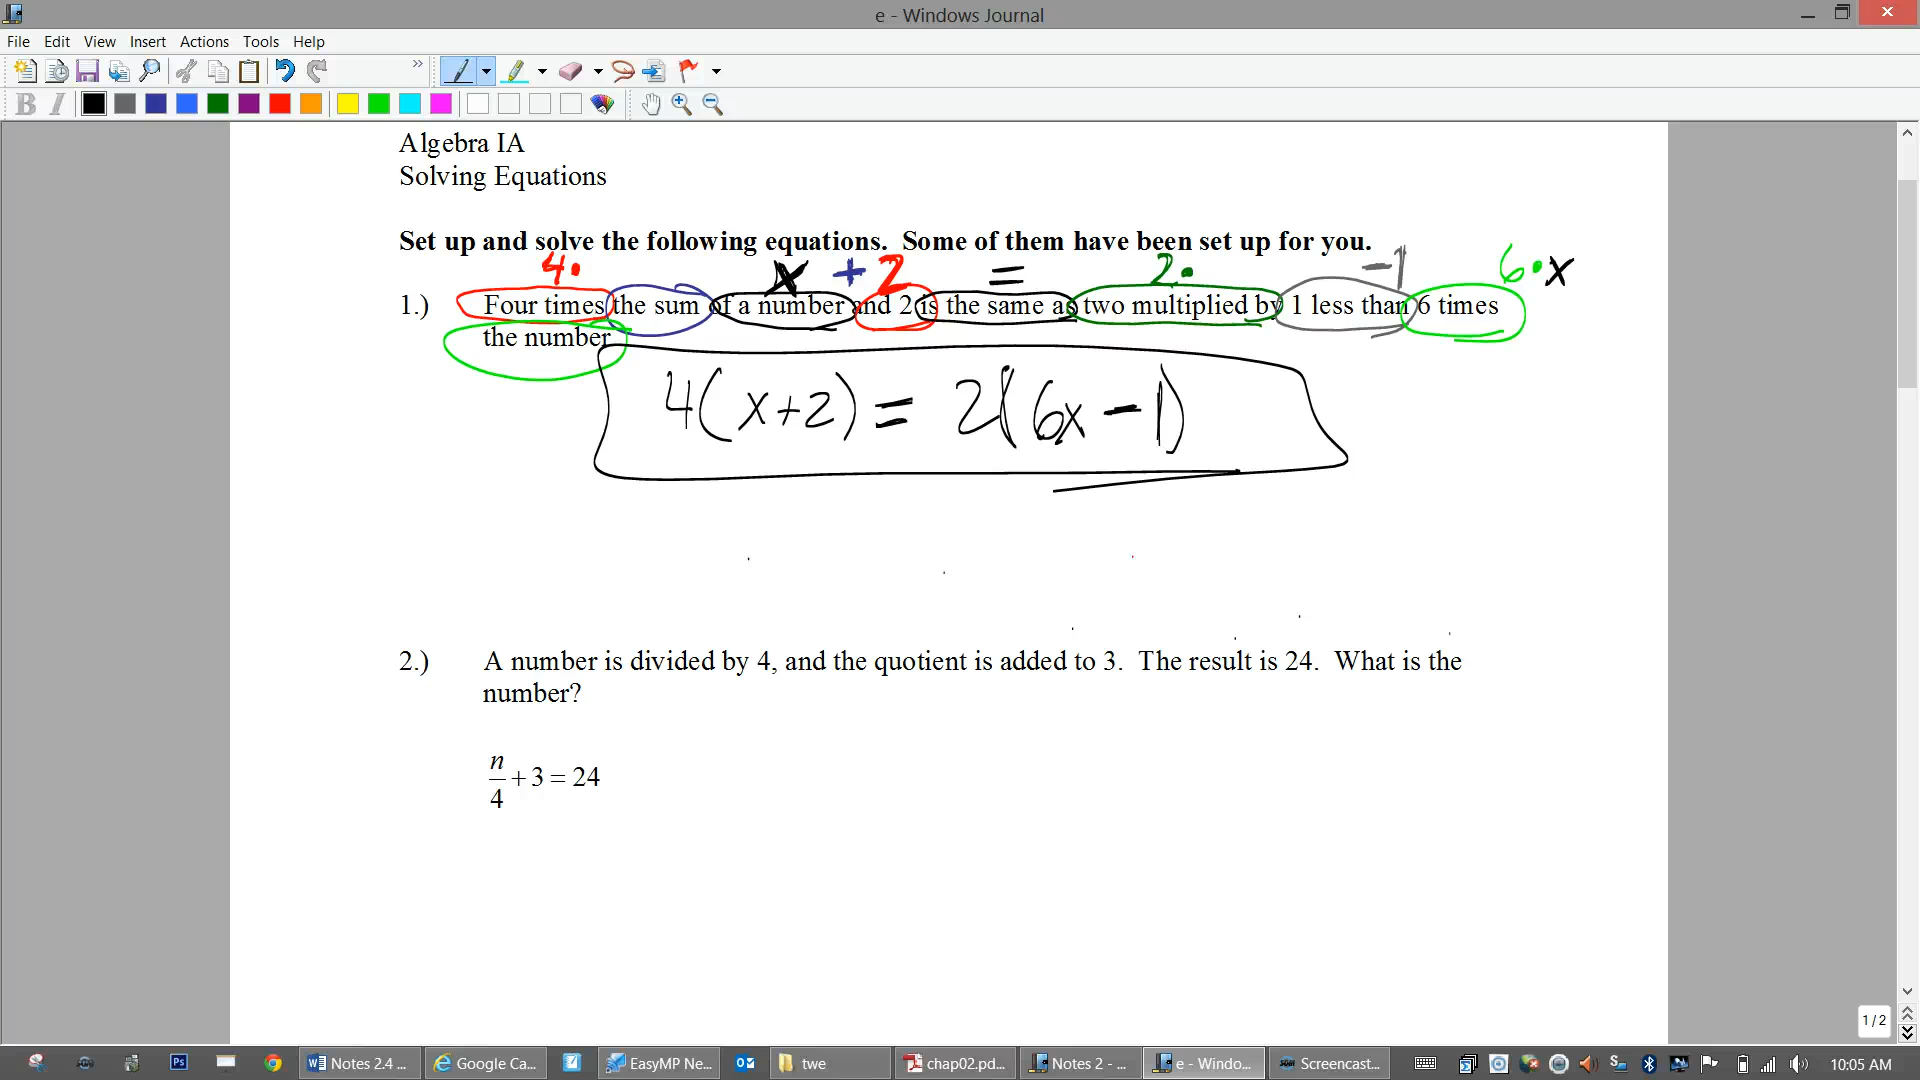 e - Windows Journal
File Edit View Insert Actions Tools Help
B I
Algebra IA
Solving Equations
Set up and solve the following equations. Some of them have been set up for you.
4• x + 2 = 2• -1 6•x
1.) Four times the sum of a number and 2 is the same as two multiplied by 1 less than 6 times
the number
4(x+2) = 2(6x-1)
2.) A number is divided by 4, and the quotient is added to 3. The result is 24. What is the
number?
n/4 + 3 = 24
1 / 2
Notes 2.4 ... Google Ca... EasyMP Ne... twe chap02.pd... Notes 2 - ... e - Windo... Screencast... 10:05 AM